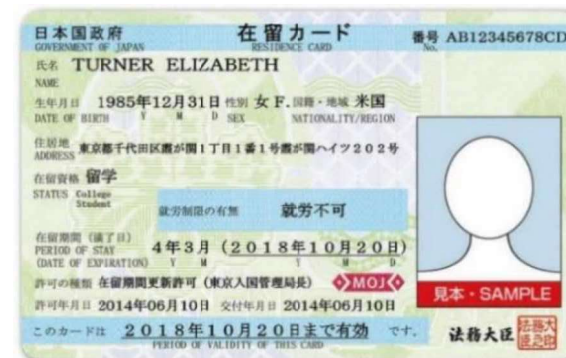 日本国政府 在留カード 番号 AB12345678CD
GOVERNMENT OF JAPAN RESIDENCE CARD No.
氏名 TURNER ELIZABETH
NAME
生年月日 1985年12月31日 性別 女 F. 国籍・地域 米国
DATE OF BIRTH Y M D SEX NATIONALITY/REGION
住居地 東京都千代田区霞が関1丁目1番1号霞が関ハイツ202号
ADDRESS
在留資格 留学
STATUS College
Student
就労制限の有無 就労不可
在留期間(満了日) 4年3月(2018年10月20日)
PERIOD OF STAY
(DATE OF EXPIRATION) Y M Y M D
許可の種類 在留期間更新許可(東京入国管理局長) MOJ
見本・SAMPLE
許可年月日 2014年06月10日 交付年月日 2014年06月10日
このカードは 2018年10月20日まで有効 です。
PERIOD OF VALIDITY OF THIS CARD
法務大臣